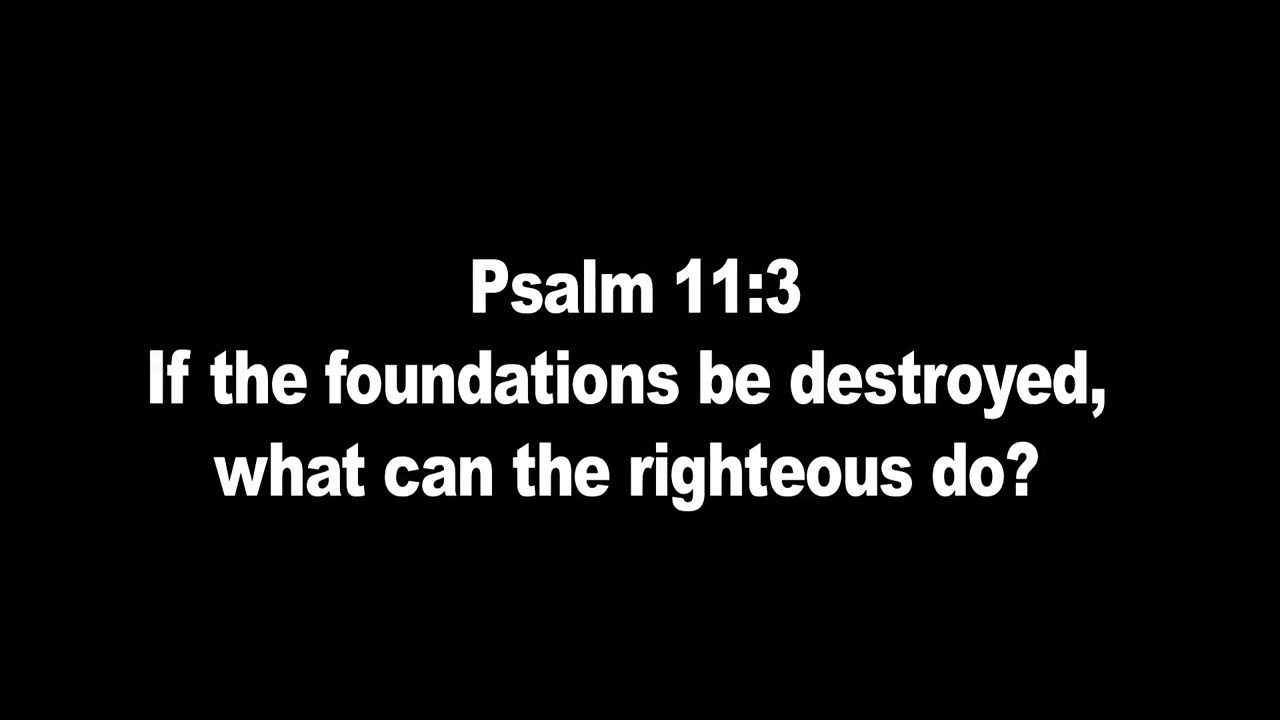 Psalm 11:3
If the foundations be destroyed,
what can the righteous do?